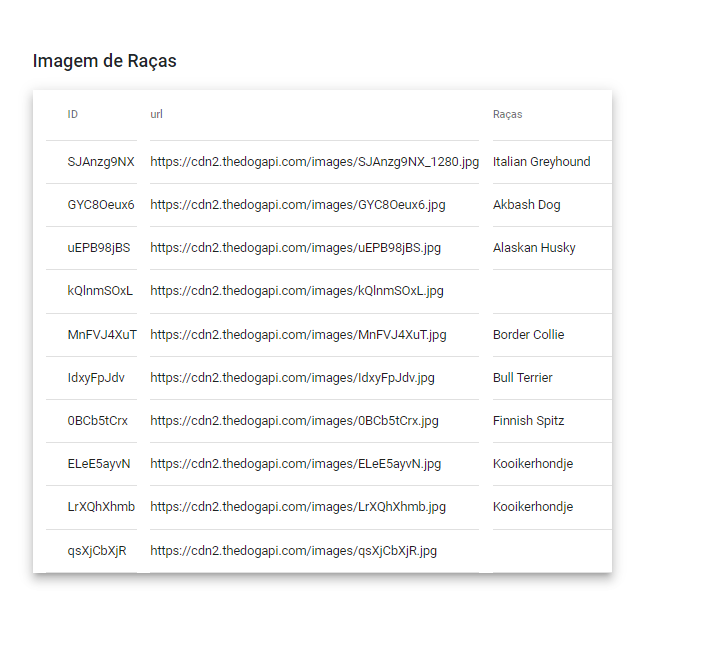 Imagem de Raças
ID url Raças
SJAnzg9NX https://cdn2.thedogapi.com/images/SJAnzg9NX_1280.jpg Italian Greyhound
GYC8Oeux6 https://cdn2.thedogapi.com/images/GYC8Oeux6.jpg Akbash Dog
uEPB98jBS https://cdn2.thedogapi.com/images/uEPB98jBS.jpg Alaskan Husky
kQlnmSOxL https://cdn2.thedogapi.com/images/kQlnmSOxL.jpg
MnFVJ4XuT https://cdn2.thedogapi.com/images/MnFVJ4XuT.jpg Border Collie
IdxyFpJdv https://cdn2.thedogapi.com/images/IdxyFpJdv.jpg Bull Terrier
0BCb5tCrx https://cdn2.thedogapi.com/images/0BCb5tCrx.jpg Finnish Spitz
ELeE5ayvN https://cdn2.thedogapi.com/images/ELeE5ayvN.jpg Kooikerhondje
LrXQhXhmb https://cdn2.thedogapi.com/images/LrXQhXhmb.jpg Kooikerhondje
qsXjCbXjR https://cdn2.thedogapi.com/images/qsXjCbXjR.jpg